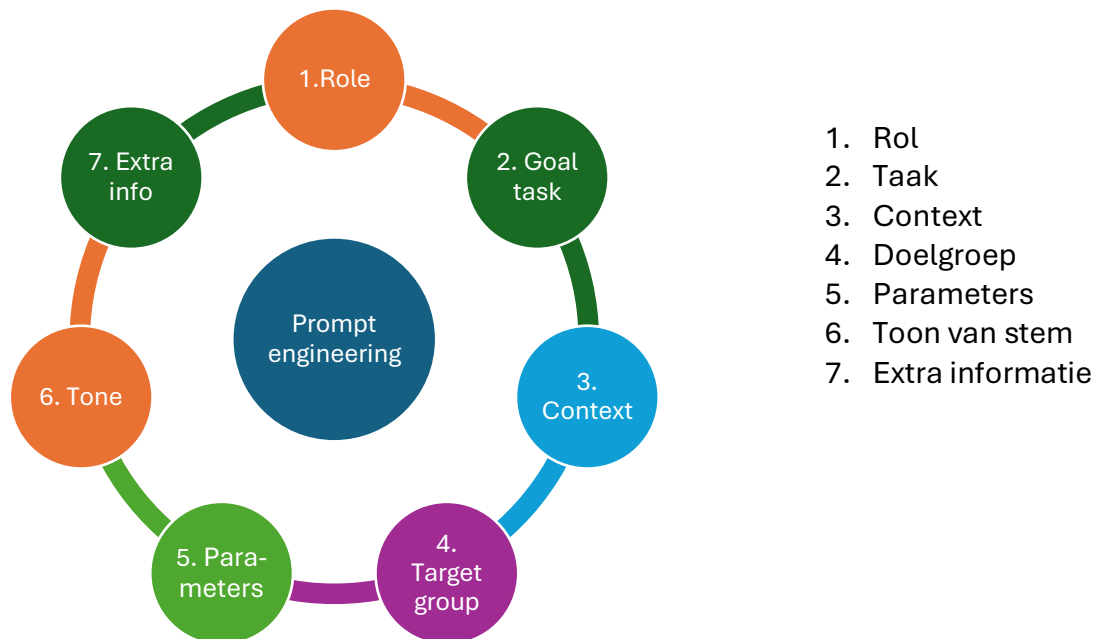 1.Role
2. Goal
task
3.
Context
4.
Target
group
5. Para-
meters
6. Tone
7. Extra
info
Prompt
engineering
1. Rol
2. Taak
3. Context
4. Doelgroep
5. Parameters
6. Toon van stem
7. Extra informatie